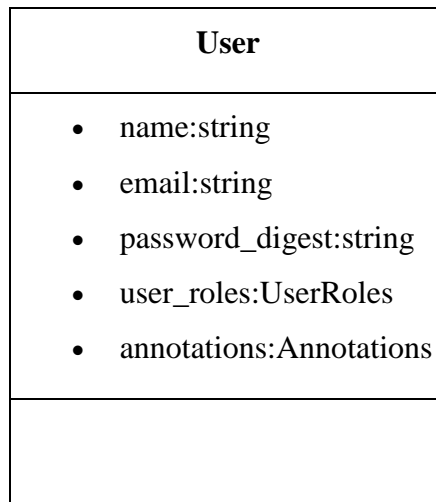 User
• name:string
• email:string
• password_digest:string
• user_roles:UserRoles
• annotations:Annotations